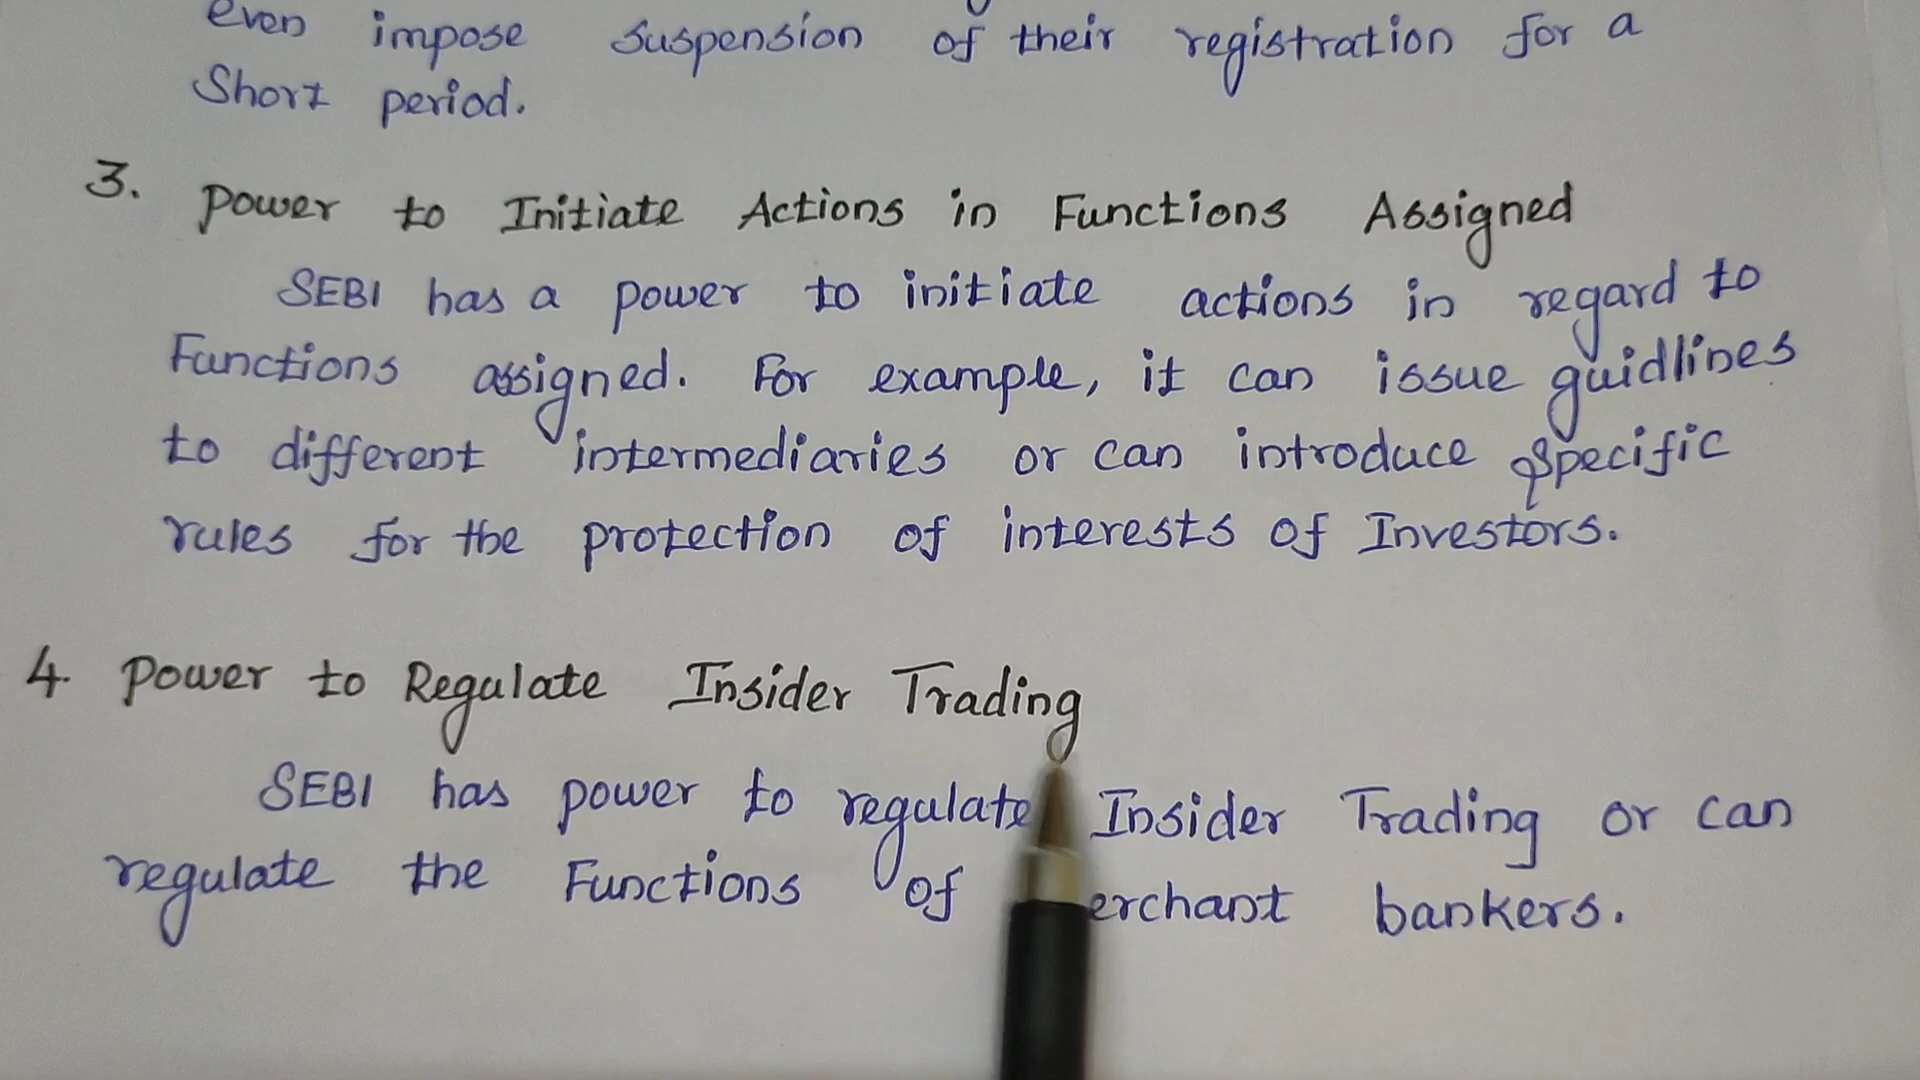 even impose suspension of their registration for a
Short period.
3. Power to Initiate Actions in Functions Assigned
SEBI has a power to initiate actions in regard to
Functions assigned. For example, it can issue guidlines
to different intermediaries or can introduce specific
rules for the protection of interests of Investors.
4. Power to Regulate Insider Trading
SEBI has power to regulate Insider Trading or can
regulate the Functions of erchant bankers.